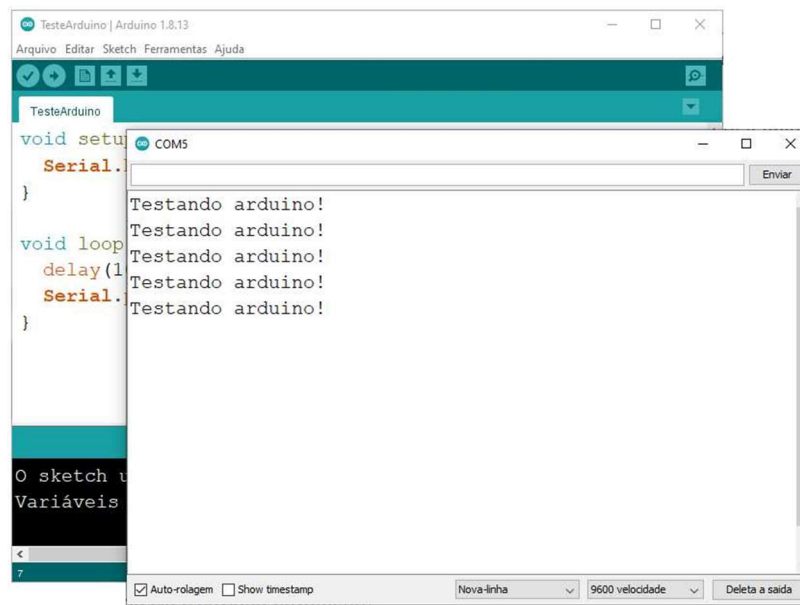 TesteArduino | Arduino 1.8.13
Arquivo Editar Sketch Ferramentas Ajuda
TesteArduino
void setu
Serial.
}
void loop
delay(1
Serial.
}
O sketch u
Variáveis
7
COM5
Enviar
Testando arduino!
Testando arduino!
Testando arduino!
Testando arduino!
Testando arduino!
Auto-rolagem Show timestamp Nova-linha 9600 velocidade Deleta a saida